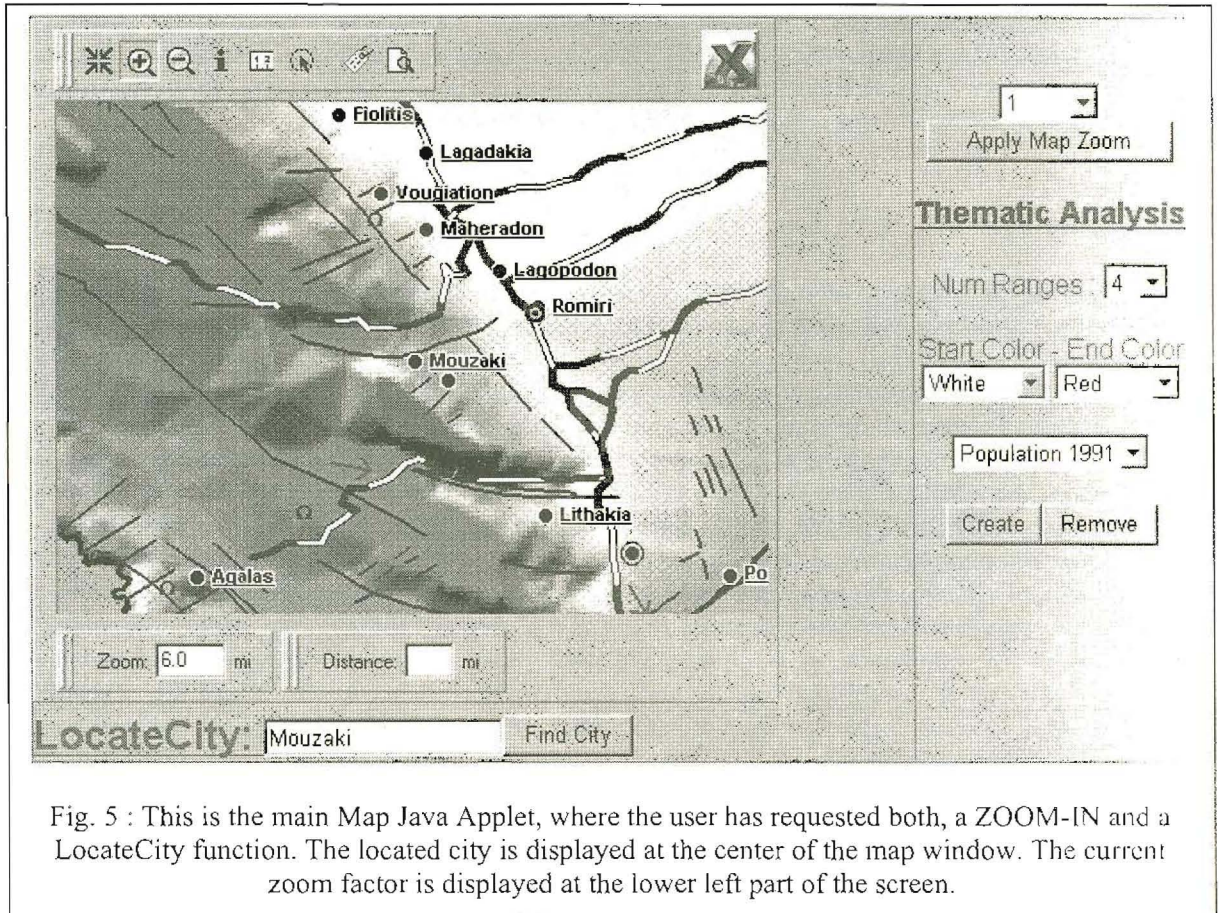 1:2
X
Fiolitis
Lagadakia
Vougiation
Maheradon
Lagopodon
Romiri
Mouzaki
Lithakia
Agalas
Po
1
Apply Map Zoom
Thematic Analysis
Num Ranges : 4
Start Color - End Color
White Red
Population 1991
Create Remove
Zoom: 6.0 mi Distance: mi
LocateCity: Mouzaki Find City
Fig. 5 : This is the main Map Java Applet, where the user has requested both, a ZOOM-IN and a
LocateCity function. The located city is displayed at the center of the map window. The current
zoom factor is displayed at the lower left part of the screen.